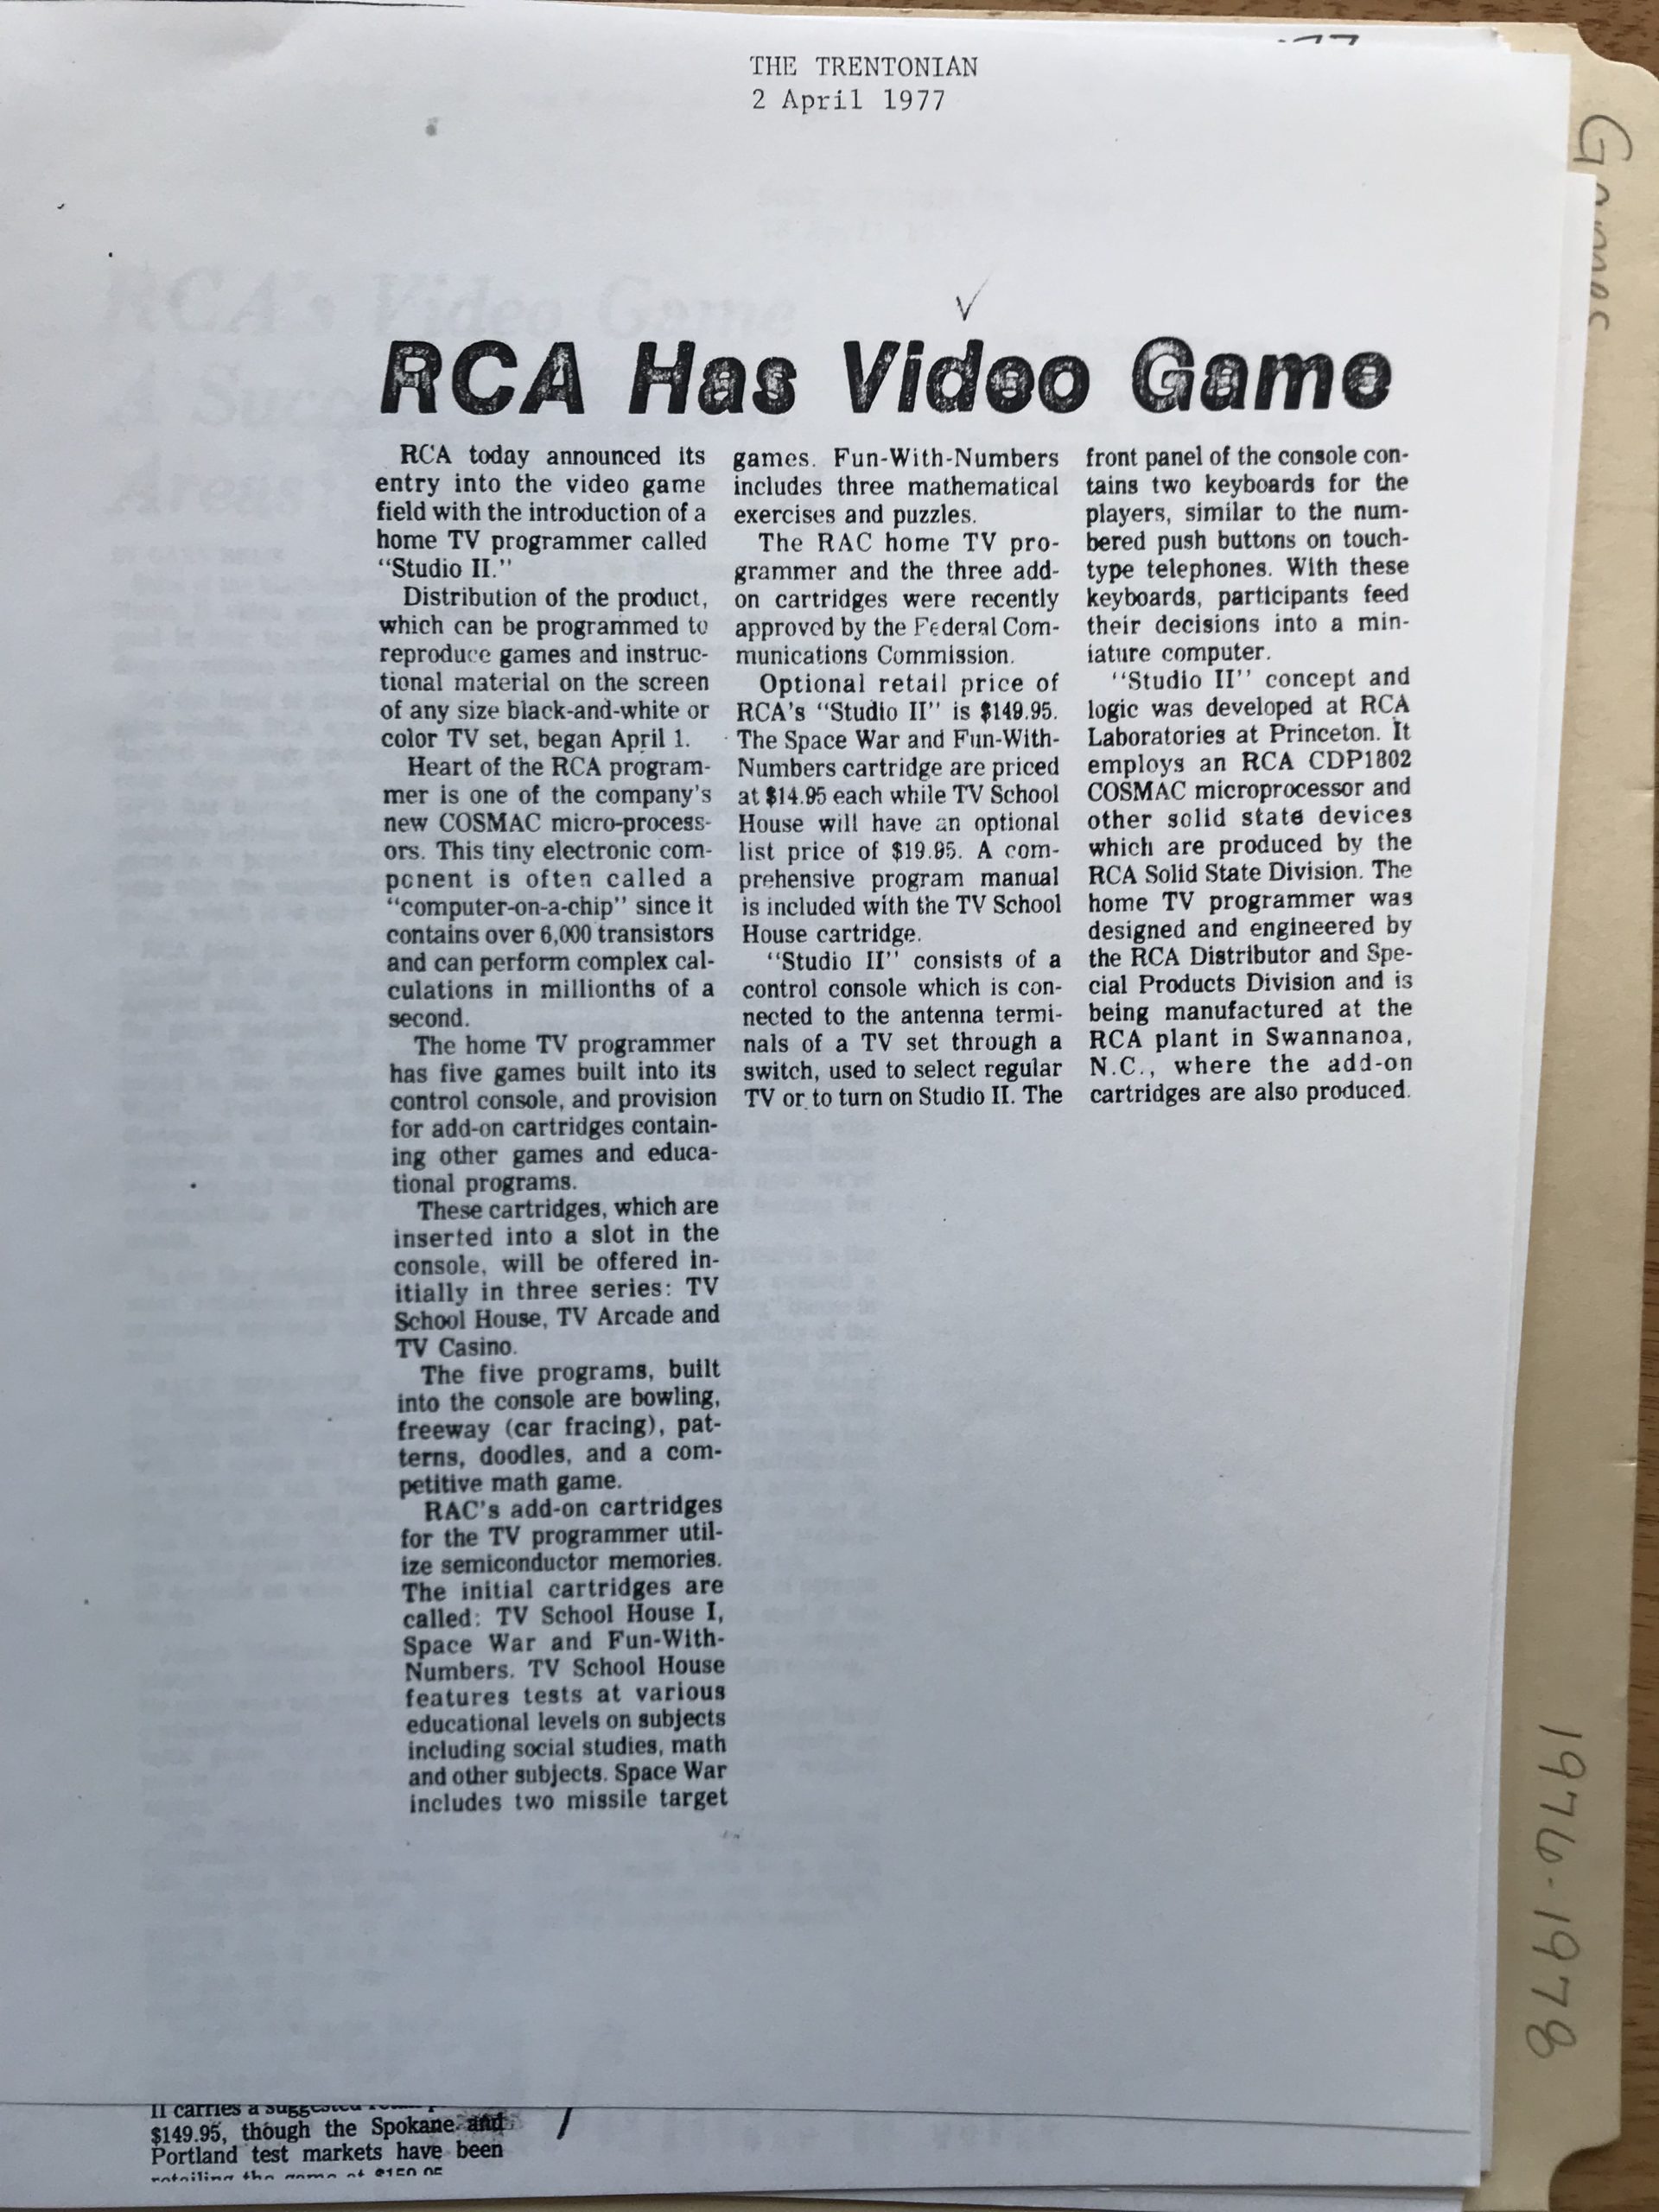 THE TRENTONIAN
2 April 1977
RCA Has Video Game
RCA today announced its
entry into the video game
field with the introduction of a
home TV programmer called
“Studio II.”
Distribution of the product,
which can be programmed to
reproduce games and instruc-
tional material on the screen
of any size black-and-white or
color TV set, began April 1.
Heart of the RCA program-
mer is one of the company’s
new COSMAC micro-process-
ors. This tiny electronic com-
ponent is often called a
“computer-on-a-chip” since it
contains over 6,000 transistors
and can perform complex cal-
culations in millionths of a
second.
The home TV programmer
has five games built into its
control console, and provision
for add-on cartridges contain-
ing other games and educa-
tional programs.
These cartridges, which are
inserted into a slot in the
console, will be offered in-
itially in three series: TV
School House, TV Arcade and
TV Casino.
The five programs, built
into the console are bowling,
freeway (car fracing), pat-
terns, doodles, and a com-
petitive math game.
RAC’s add-on cartridges
for the TV programmer util-
ize semiconductor memories.
The initial cartridges are
called: TV School House I,
Space War and Fun-With-
Numbers. TV School House
features tests at various
educational levels on subjects
including social studies, math
and other subjects. Space War
includes two missile target
games. Fun-With-Numbers
includes three mathematical
exercises and puzzles.
The RAC home TV pro-
grammer and the three add-
on cartridges were recently
approved by the Federal Com-
munications Commission.
Optional retail price of
RCA’s “Studio II” is $149.95.
The Space War and Fun-With-
Numbers cartridge are priced
at $14.95 each while TV School
House will have an optional
list price of $19.95. A com-
prehensive program manual
is included with the TV School
House cartridge.
“Studio II” consists of a
control console which is con-
nected to the antenna termi-
nals of a TV set through a
switch, used to select regular
TV or to turn on Studio II. The
front panel of the console con-
tains two keyboards for the
players, similar to the num-
bered push buttons on touch-
type telephones. With these
keyboards, participants feed
their decisions into a min-
iature computer.
“Studio II” concept and
logic was developed at RCA
Laboratories at Princeton. It
employs an RCA CDP1802
COSMAC microprocessor and
other solid state devices
which are produced by the
RCA Solid State Division. The
home TV programmer was
designed and engineered by
the RCA Distributor and Spe-
cial Products Division and is
being manufactured at the
RCA plant in Swannanoa,
N.C., where the add-on
cartridges are also produced.
II carries a suggested
$149.95, though the Spokane and
Portland test markets have been
retailing the game at $159.95
Games
1976-1978
RCA's Video Game